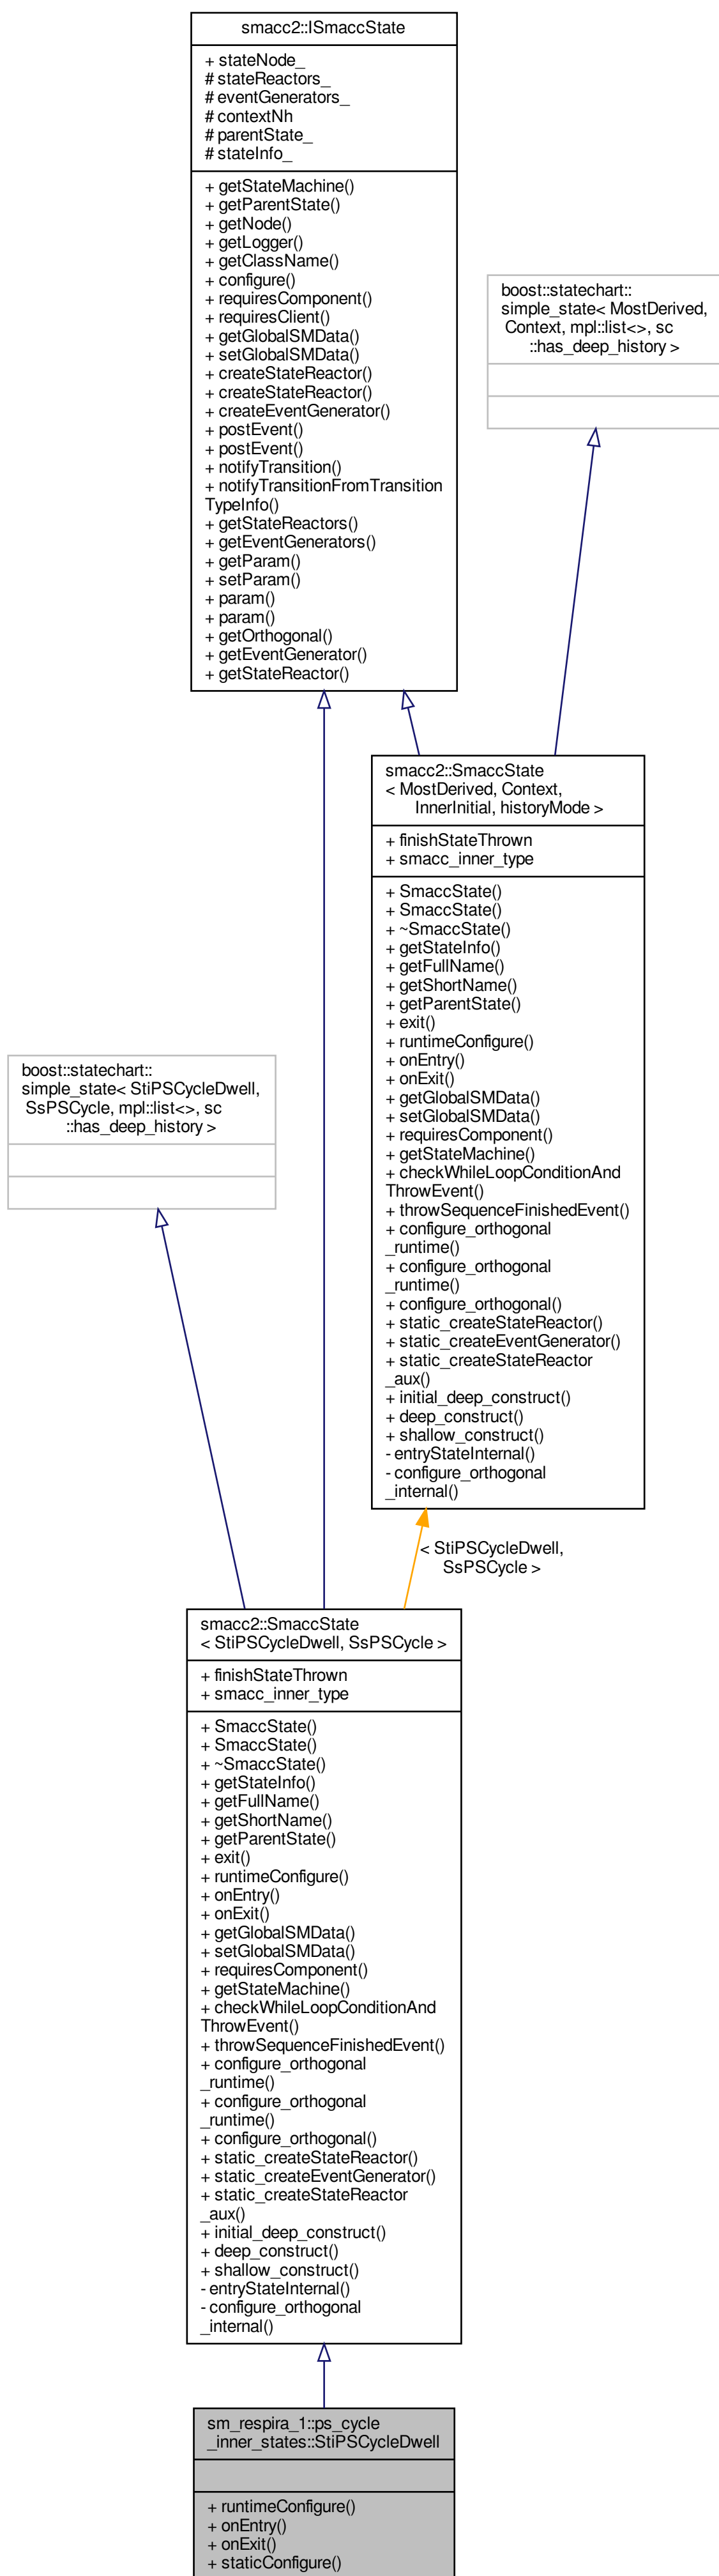 smacc2::ISmaccState
+ stateNode_
# stateReactors_
# eventGenerators_
# contextNh
# parentState_
# stateInfo_
+ getStateMachine()
+ getParentState()
+ getNode()
+ getLogger()
+ getClassName()
+ configure()
+ requiresComponent()
+ requiresClient()
+ getGlobalSMData()
+ setGlobalSMData()
+ createStateReactor()
+ createStateReactor()
+ createEventGenerator()
+ postEvent()
+ postEvent()
+ notifyTransition()
+ notifyTransitionFromTransition
TypeInfo()
+ getStateReactors()
+ getEventGenerators()
+ getParam()
+ setParam()
+ param()
+ param()
+ getOrthogonal()
+ getEventGenerator()
+ getStateReactor()
boost::statechart::
simple_state< MostDerived,
Context, mpl::list<>, sc
::has_deep_history >
smacc2::SmaccState
< MostDerived, Context,
InnerInitial, historyMode >
+ finishStateThrown
+ smacc_inner_type
+ SmaccState()
+ SmaccState()
+ ~SmaccState()
+ getStateInfo()
+ getFullName()
+ getShortName()
+ getParentState()
+ exit()
+ runtimeConfigure()
+ onEntry()
+ onExit()
+ getGlobalSMData()
+ setGlobalSMData()
+ requiresComponent()
+ getStateMachine()
+ checkWhileLoopConditionAnd
ThrowEvent()
+ throwSequenceFinishedEvent()
+ configure_orthogonal
_runtime()
+ configure_orthogonal
_runtime()
+ configure_orthogonal()
+ static_createStateReactor()
+ static_createEventGenerator()
+ static_createStateReactor
_aux()
+ initial_deep_construct()
+ deep_construct()
+ shallow_construct()
- entryStateInternal()
- configure_orthogonal
_internal()
boost::statechart::
simple_state< StiPSCycleDwell,
SsPSCycle, mpl::list<>, sc
::has_deep_history >
< StiPSCycleDwell,
SsPSCycle >
smacc2::SmaccState
< StiPSCycleDwell, SsPSCycle >
+ finishStateThrown
+ smacc_inner_type
+ SmaccState()
+ SmaccState()
+ ~SmaccState()
+ getStateInfo()
+ getFullName()
+ getShortName()
+ getParentState()
+ exit()
+ runtimeConfigure()
+ onEntry()
+ onExit()
+ getGlobalSMData()
+ setGlobalSMData()
+ requiresComponent()
+ getStateMachine()
+ checkWhileLoopConditionAnd
ThrowEvent()
+ throwSequenceFinishedEvent()
+ configure_orthogonal
_runtime()
+ configure_orthogonal
_runtime()
+ configure_orthogonal()
+ static_createStateReactor()
+ static_createEventGenerator()
+ static_createStateReactor
_aux()
+ initial_deep_construct()
+ deep_construct()
+ shallow_construct()
- entryStateInternal()
- configure_orthogonal
_internal()
sm_respira_1::ps_cycle
_inner_states::StiPSCycleDwell
+ runtimeConfigure()
+ onEntry()
+ onExit()
+ staticConfigure()